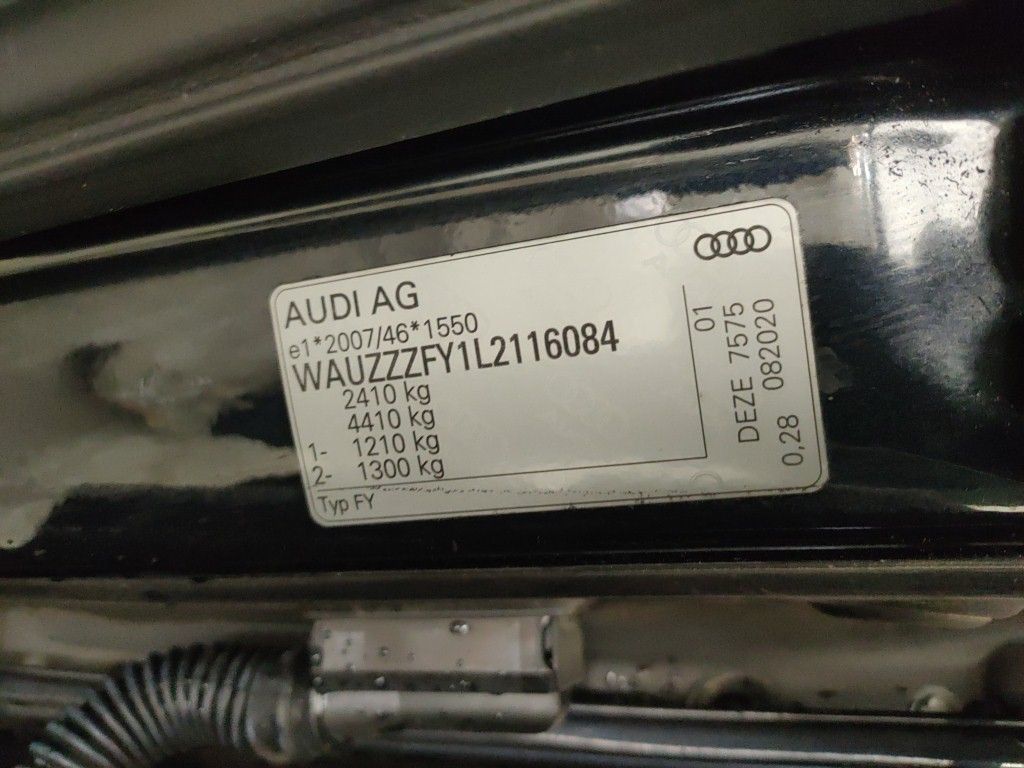 AUDI AG
e1*2007/46*1550
WAUZZZFY1L2116084
2410 kg
4410 kg
1- 1210 kg
2- 1300 kg
Typ FY
01
DEZE 7575
0,28 082020